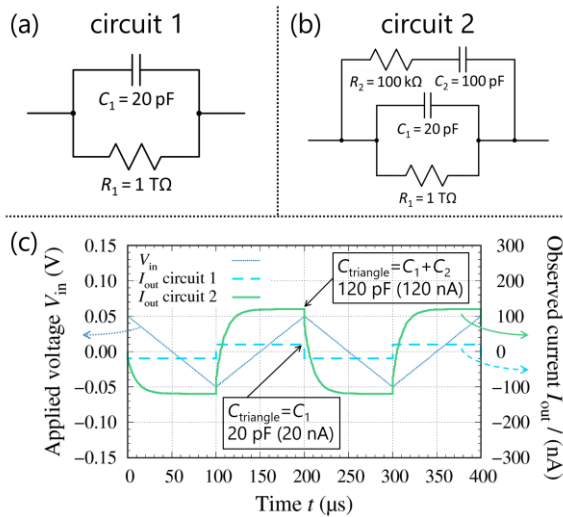 (a) circuit 1
C₁ = 20 pF
R₁ = 1 TΩ
(b) circuit 2
R₂ = 100 kΩ C₂ = 100 pF
C₁ = 20 pF
R₁ = 1 TΩ
(c)
Applied voltage Vin (V)
0.15
0.10
0.05
0.00
−0.05
−0.10
−0.15
Vin
Iout circuit 1
Iout circuit 2
Ctriangle=C₁+C₂
120 pF (120 nA)
Ctriangle=C₁
20 pF (20 nA)
300
200
100
0
−100
−200
−300
Observed current Iout / (nA)
0 50 100 150 200 250 300 350 400
Time t (μs)